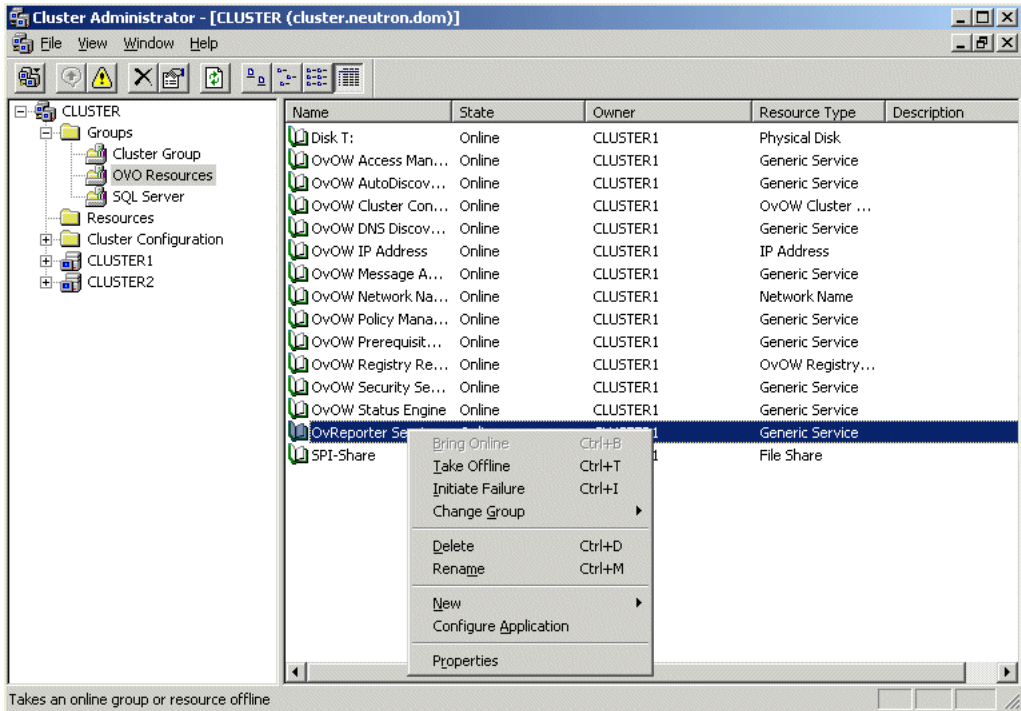 Cluster Administrator - [CLUSTER (cluster.neutron.dom)]
File View Window Help
CLUSTER
Groups
Cluster Group
OVO Resources
SQL Server
Resources
Cluster Configuration
CLUSTER1
CLUSTER2
Name State Owner Resource Type Description
Disk T: Online CLUSTER1 Physical Disk
OvOW Access Man... Online CLUSTER1 Generic Service
OvOW AutoDiscov... Online CLUSTER1 Generic Service
OvOW Cluster Con... Online CLUSTER1 OvOW Cluster ...
OvOW DNS Discov... Online CLUSTER1 Generic Service
OvOW IP Address Online CLUSTER1 IP Address
OvOW Message A... Online CLUSTER1 Generic Service
OvOW Network Na... Online CLUSTER1 Network Name
OvOW Policy Mana... Online CLUSTER1 Generic Service
OvOW Prerequisit... Online CLUSTER1 Generic Service
OvOW Registry Re... Online CLUSTER1 OvOW Registry...
OvOW Security Se... Online CLUSTER1 Generic Service
OvOW Status Engine Online CLUSTER1 Generic Service
OvReporter Generic Service
SPI-Share File Share
Bring Online Ctrl+B
Take Offline Ctrl+T
Initiate Failure Ctrl+I
Change Group
Delete Ctrl+D
Rename Ctrl+M
New
Configure Application
Properties
Takes an online group or resource offline